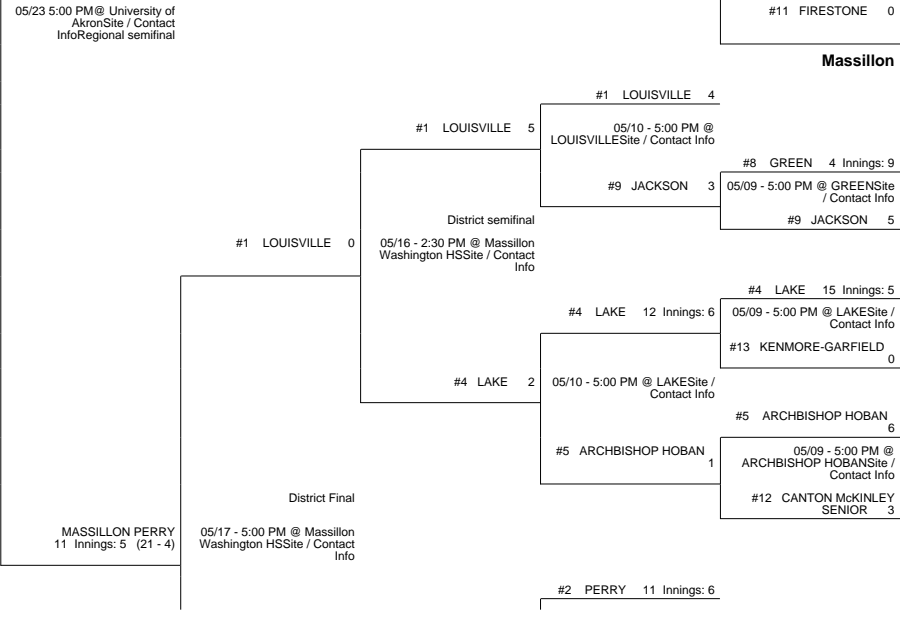 05/23 5:00 PM@ University of
AkronSite / Contact
InfoRegional semifinal
#11 FIRESTONE 0
Massillon
#1 LOUISVILLE 4
#1 LOUISVILLE 5
05/10 - 5:00 PM @
LOUISVILLESite / Contact Info
#8 GREEN 4 Innings: 9
#9 JACKSON 3
05/09 - 5:00 PM @ GREENSite
/ Contact Info
#9 JACKSON 5
District semifinal
#1 LOUISVILLE 0
05/16 - 2:30 PM @ Massillon
Washington HSSite / Contact
Info
#4 LAKE 15 Innings: 5
#4 LAKE 12 Innings: 6
05/09 - 5:00 PM @ LAKESite /
Contact Info
#13 KENMORE-GARFIELD
0
#4 LAKE 2
05/10 - 5:00 PM @ LAKESite /
Contact Info
#5 ARCHBISHOP HOBAN
6
#5 ARCHBISHOP HOBAN
1
05/09 - 5:00 PM @
ARCHBISHOP HOBANSite /
Contact Info
#12 CANTON McKINLEY
SENIOR 3
District Final
MASSILLON PERRY
11 Innings: 5 (21 - 4)
05/17 - 5:00 PM @ Massillon
Washington HSSite / Contact
Info
#2 PERRY 11 Innings: 6